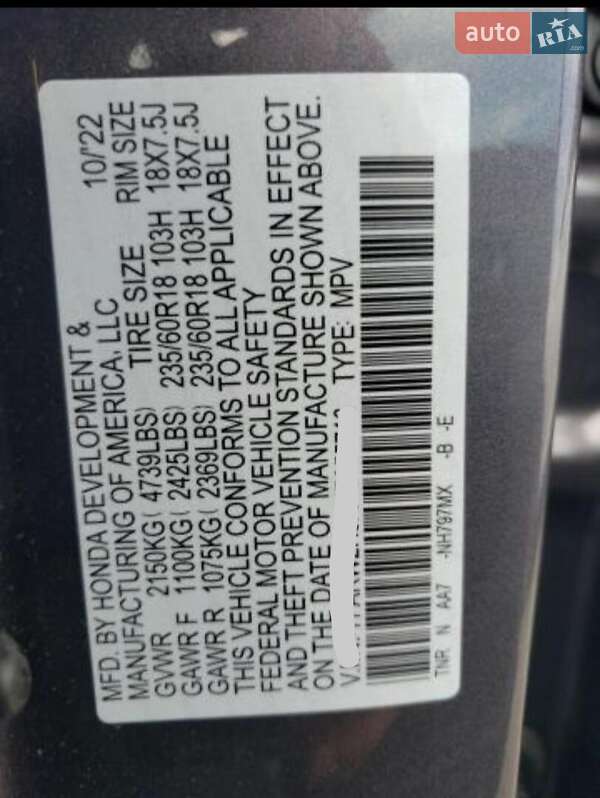 auto RIA
.com
MFD. BY HONDA DEVELOPMENT & 10/'22
MANUFACTURING OF AMERICA, LLC
GVWR 2150KG( 4739LBS) TIRE SIZE RIM SIZE
GAWR F 1100KG( 2425LBS) 235/60R18 103H 18X7.5J
GAWR R 1075KG( 2369LBS) 235/60R18 103H 18X7.5J
THIS VEHICLE CONFORMS TO ALL APPLICABLE
FEDERAL MOTOR VEHICLE SAFETY
AND THEFT PREVENTION STANDARDS IN EFFECT
ON THE DATE OF MANUFACTURE SHOWN ABOVE.
TYPE: MPV
TNR N AA7 -NH797MX -B -E